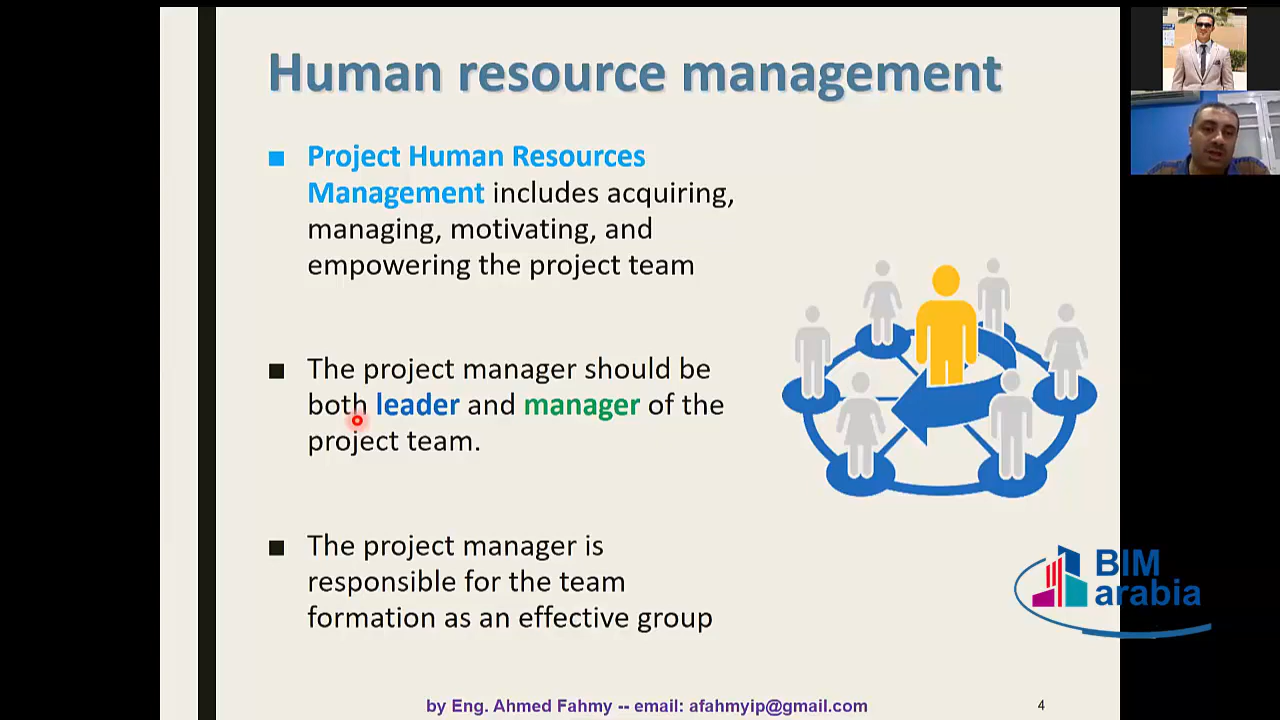 Human resource management
Project Human Resources
Management includes acquiring,
managing, motivating, and
empowering the project team
The project manager should be
both leader and manager of the
project team.
The project manager is
responsible for the team
formation as an effective group
BIM
arabia
by Eng. Ahmed Fahmy -- email: afahmyip@gmail.com
4